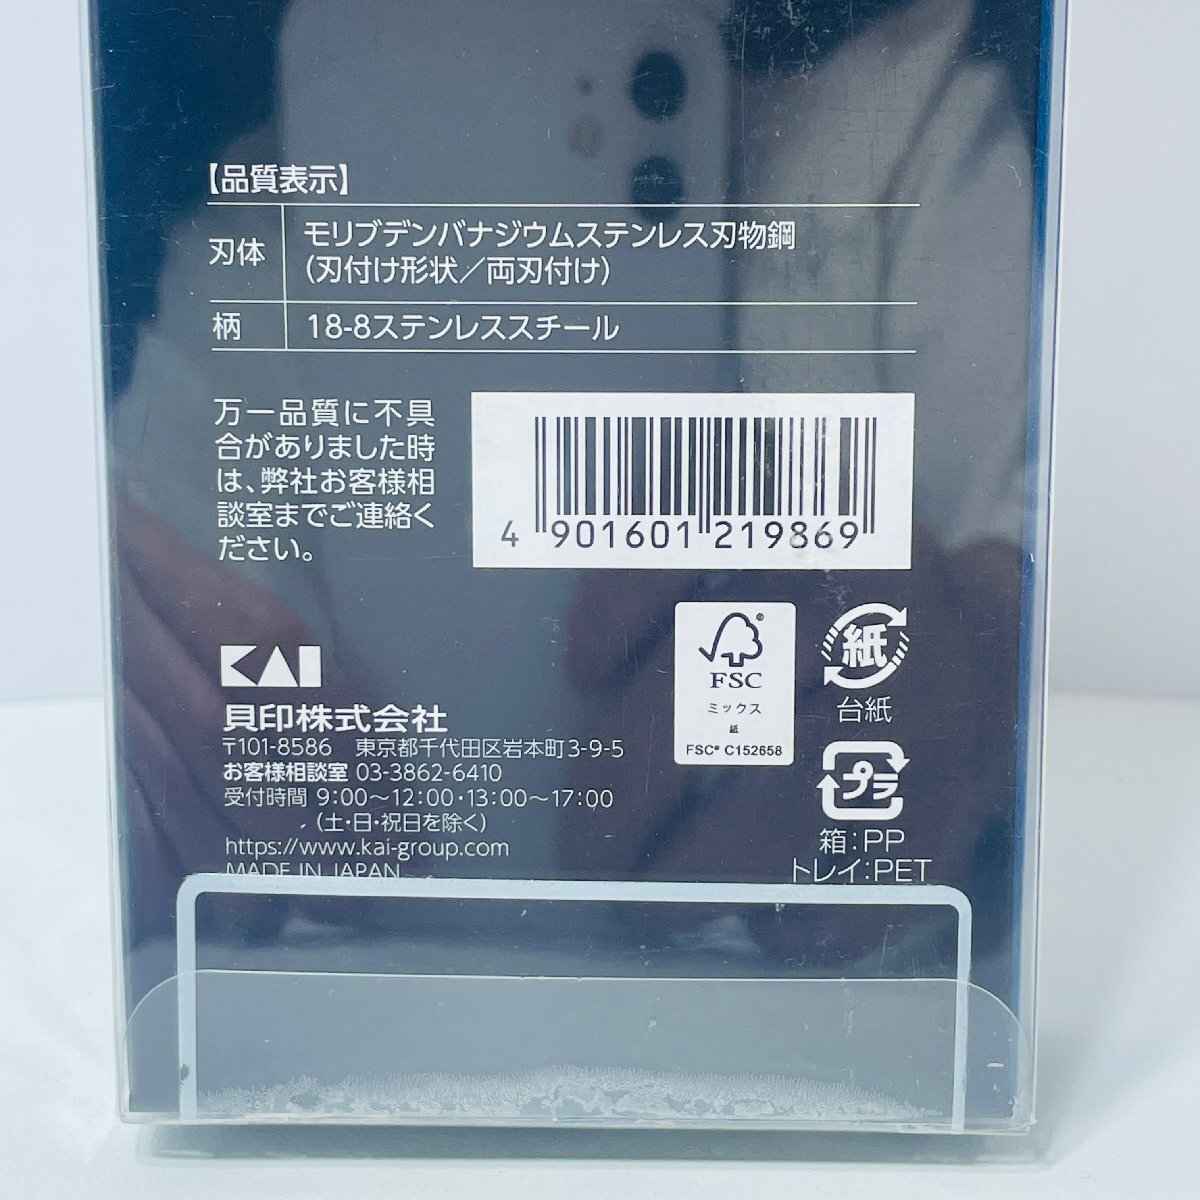 【品質表示】
刃体 モリブデンバナジウムステンレス刃物鋼
(刃付け形状/両刃付け)
柄 18-8ステンレススチール
万一品質に不具
合がありました時
は、弊社お客様相
談室までご連絡く
ださい。
4 901601 219869
KAI
貝印株式会社
〒101-8586 東京都千代田区岩本町3-9-5
お客様相談室 03-3862-6410
受付時間 9:00〜12:00・13:00〜17:00
(土・日・祝日を除く)
https://www.kai-group.com
MADE IN JAPAN
FSC
ミックス
紙
FSC® C152658
紙
台紙
プラ
箱:PP
トレイ:PET